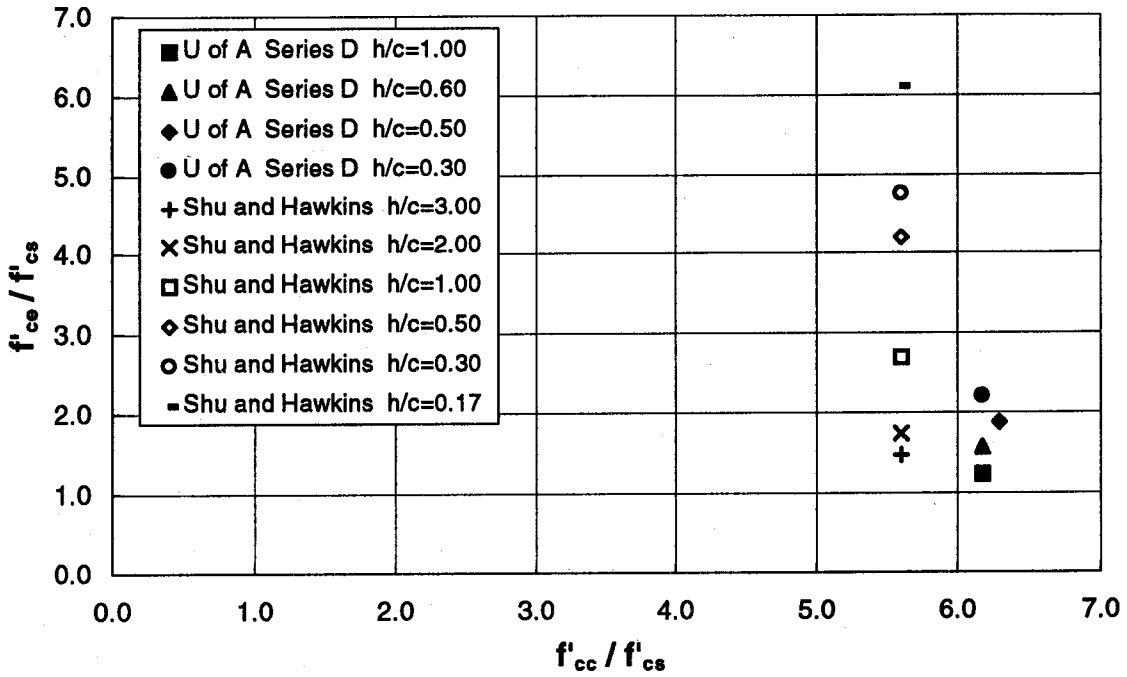 7.0
6.0
5.0
4.0
3.0
2.0
1.0
0.0
f'ce / f'cs
U of A Series D h/c=1.00
U of A Series D h/c=0.60
U of A Series D h/c=0.50
U of A Series D h/c=0.30
Shu and Hawkins h/c=3.00
Shu and Hawkins h/c=2.00
Shu and Hawkins h/c=1.00
Shu and Hawkins h/c=0.50
Shu and Hawkins h/c=0.30
Shu and Hawkins h/c=0.17
0.0 1.0 2.0 3.0 4.0 5.0 6.0 7.0
f'cc / f'cs